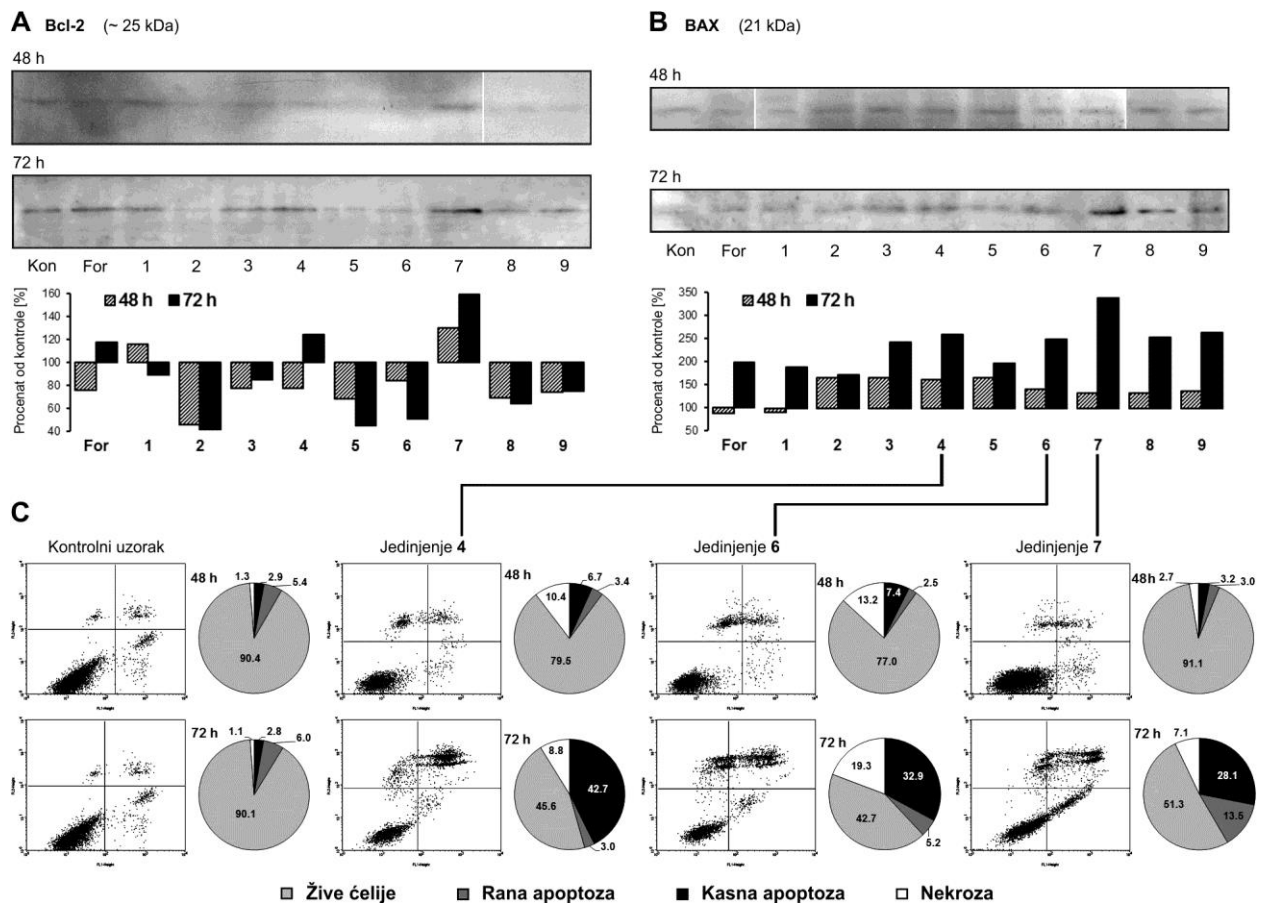 A Bcl-2 (~ 25 kDa)
48 h
72 h
Kon For 1 2 3 4 5 6 7 8 9
Procenat od kontrole [%]
160
140
120
100
80
60
40
48 h 72 h
For 1 2 3 4 5 6 7 8 9
B BAX (21 kDa)
48 h
72 h
Kon For 1 2 3 4 5 6 7 8 9
Procenat od kontrole [%]
350
300
250
200
150
100
50
48 h 72 h
For 1 2 3 4 5 6 7 8 9
C
Kontrolni uzorak Jedinjenje 4 Jedinjenje 6 Jedinjenje 7
48 h 1.3 2.9 5.4 90.4
48 h 10.4 6.7 3.4 79.5
48 h 13.2 7.4 2.5 77.0
48h 2.7 3.2 3.0 91.1
72 h 1.1 2.8 6.0 90.1
72 h 8.8 42.7 45.6 3.0
72 h 19.3 32.9 42.7 5.2
72 h 7.1 28.1 51.3 13.5
Žive ćelije Rana apoptoza Kasna apoptoza Nekroza